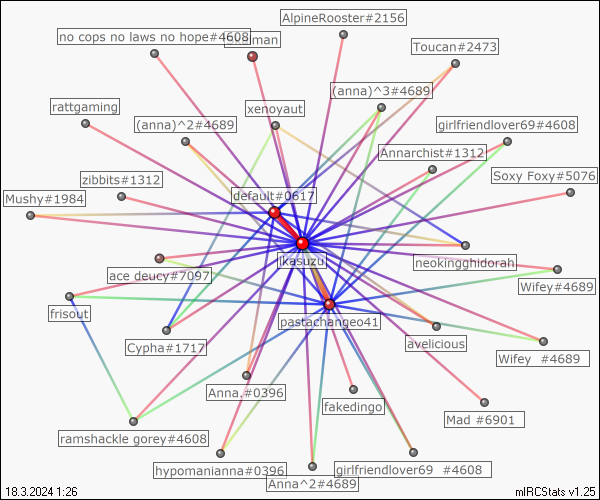 AlpineRooster#2156
no cops no laws no hope#4608
Toucan#2473
(anna)^3#4689
rattgaming
xenoyaut
(anna)^2#4689
girlfriendlover69#4608
Annarchist#1312
zibbits#1312
Soxy Foxy#5076
Mushy#1984
default#0617
ikasuzu
neokingghidorah
ace deucy#7097
Wifey#4689
frisout
pastachangeo41
Cypha#1717
avelicious
Wifey #4689
Anna.#0396
fakedingo
Mad #6901
ramshackle gorey#4608
hypomanianna#0396
girlfriendlover69 #4608
Anna^2#4689
18.3.2024 1:26
mIRCStats v1.25